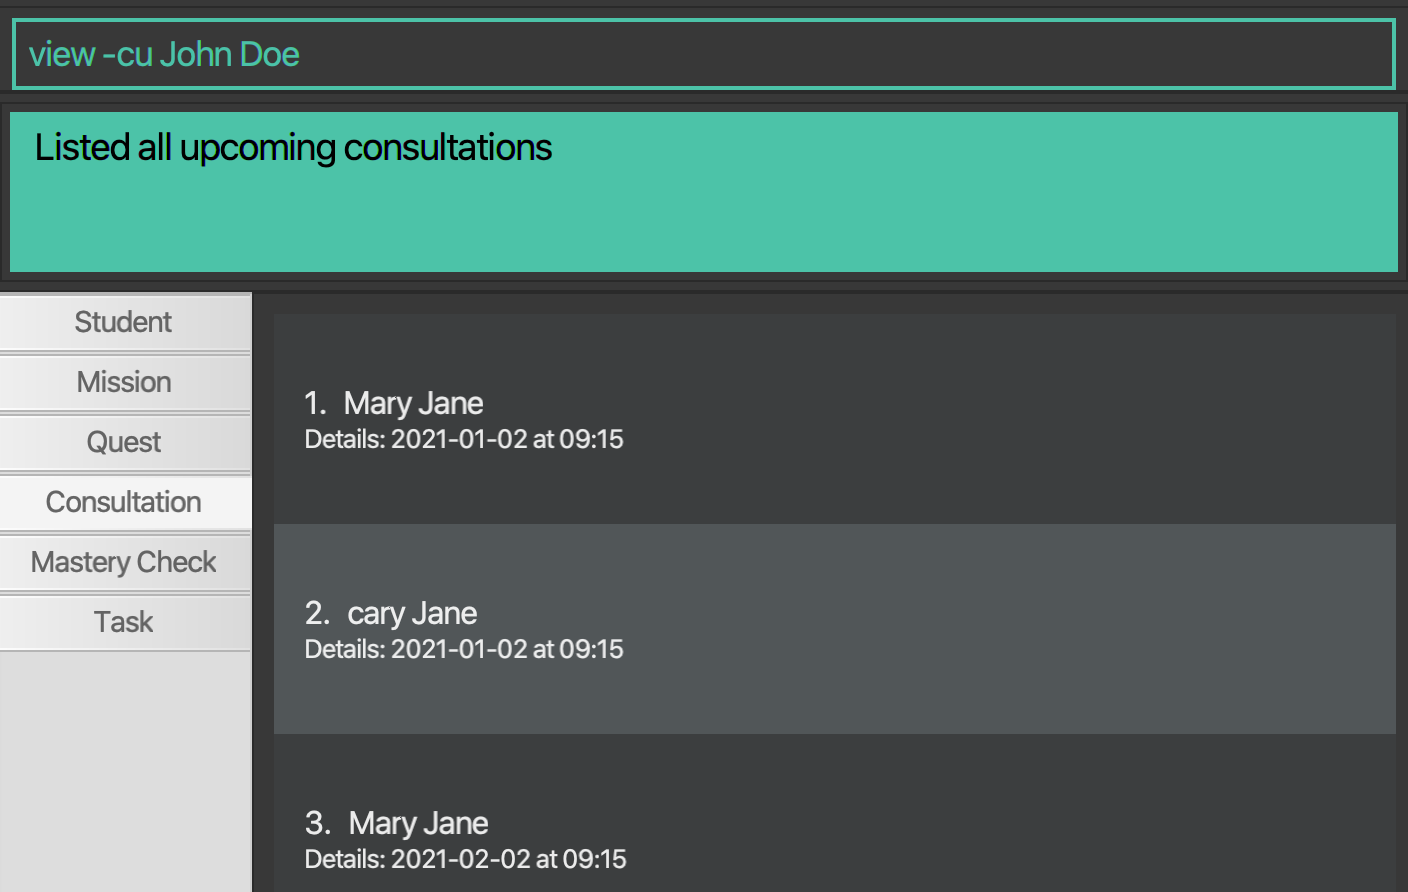 view -cu John Doe
Listed all upcoming consultations
Student
Mission
Quest
Consultation
Mastery Check
Task
1. Mary Jane
Details: 2021-01-02 at 09:15
2. cary Jane
Details: 2021-01-02 at 09:15
3. Mary Jane
Details: 2021-02-02 at 09:15